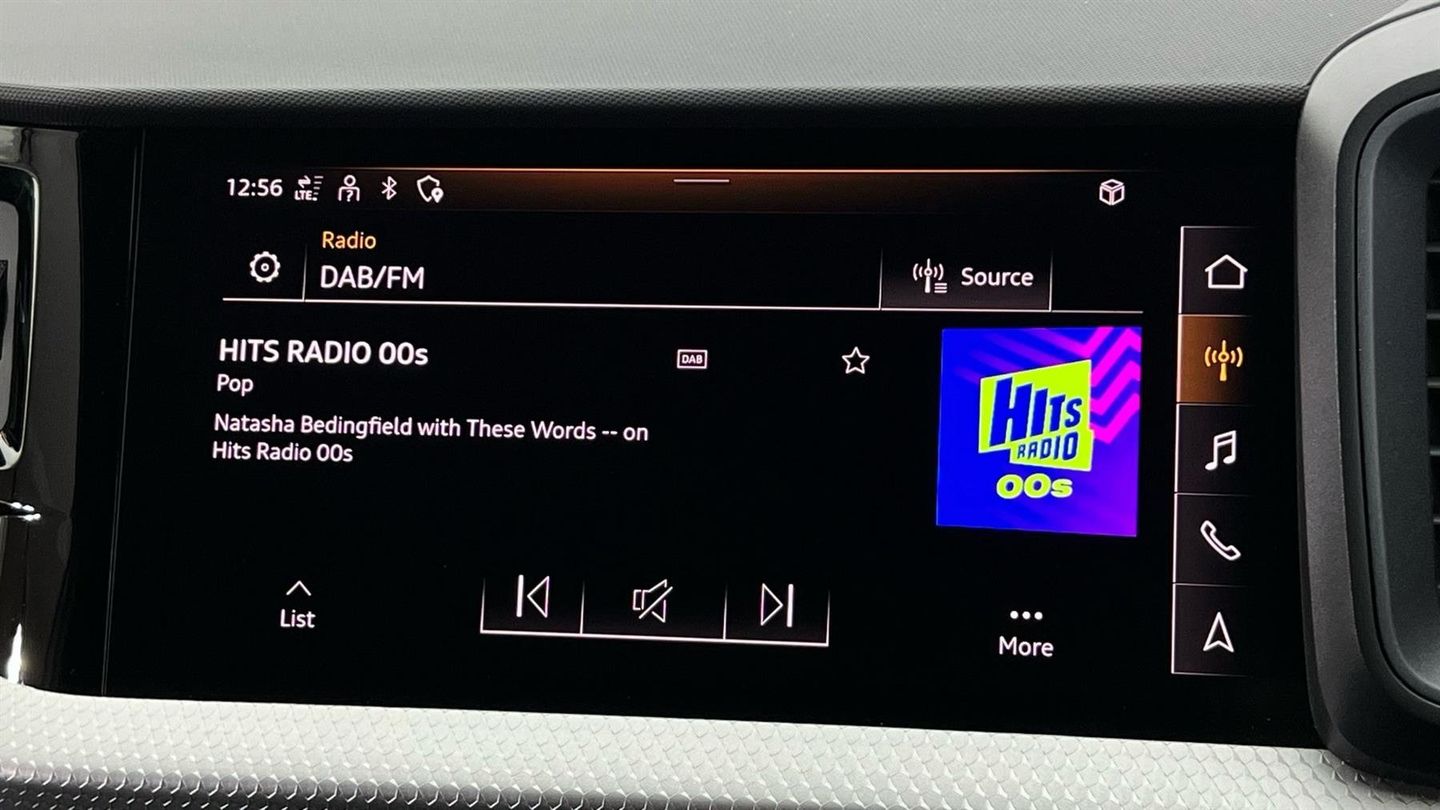 12:56 LTE
Radio
DAB/FM
Source
HITS RADIO 00s
DAB
Pop
Natasha Bedingfield with These Words -- on
Hits Radio 00s
HITS
RADIO
00s
List
More